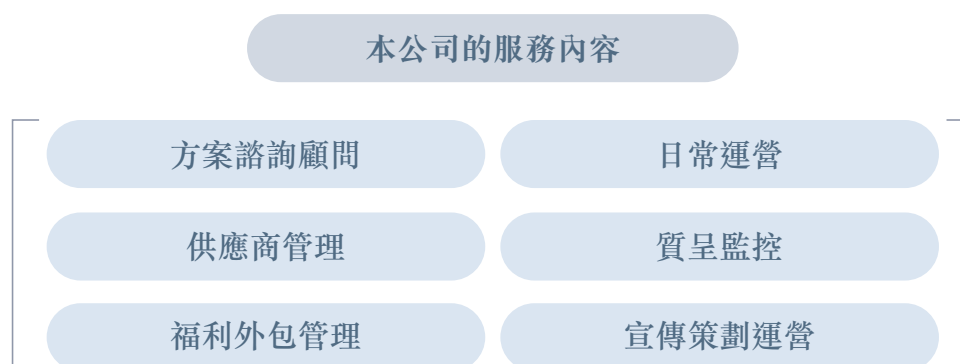 本公司的服務內容
方案諮詢顧問
日常運營
供應商管理
質呈監控
福利外包管理
宣傳策劃運營